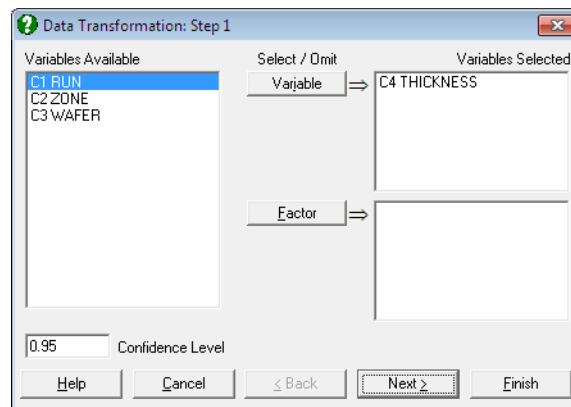 Data Transformation: Step 1
Variables Available
Select / Omit
Variables Selected
C1 RUN
C2 ZONE
C3 WAFER
Variable
C4 THICKNESS
Factor
0.95 Confidence Level
Help Cancel < Back Next > Finish